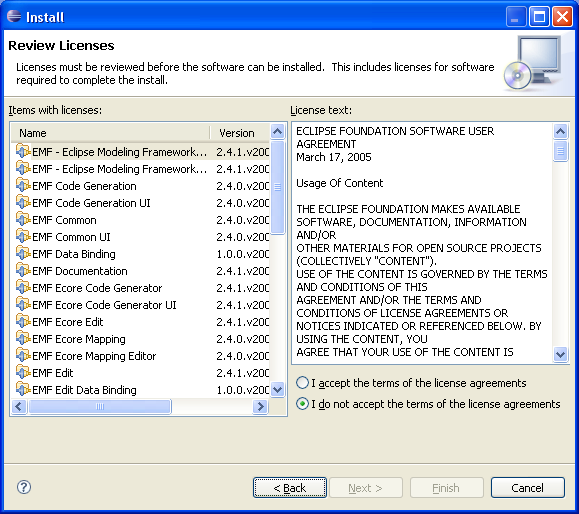 Install
Review Licenses
Licenses must be reviewed before the software can be installed. This includes licenses for software
required to complete the install.
Items with licenses:
Name Version
EMF - Eclipse Modeling Framework... 2.4.1.v200
EMF - Eclipse Modeling Framework... 2.4.1.v200
EMF Code Generation 2.4.0.v200
EMF Code Generation UI 2.4.0.v200
EMF Common 2.4.0.v200
EMF Common UI 2.4.0.v200
EMF Data Binding 1.0.0.v200
EMF Documentation 2.4.1.v200
EMF Ecore Code Generator 2.4.1.v200
EMF Ecore Code Generator UI 2.4.1.v200
EMF Ecore Edit 2.4.1.v200
EMF Ecore Mapping 2.4.0.v200
EMF Ecore Mapping Editor 2.4.0.v200
EMF Edit 2.4.1.v200
EMF Edit Data Binding 1.0.0.v200
License text:
ECLIPSE FOUNDATION SOFTWARE USER
AGREEMENT
March 17, 2005
Usage Of Content
THE ECLIPSE FOUNDATION MAKES AVAILABLE
SOFTWARE, DOCUMENTATION, INFORMATION
AND/OR
OTHER MATERIALS FOR OPEN SOURCE PROJECTS
(COLLECTIVELY "CONTENT").
USE OF THE CONTENT IS GOVERNED BY THE TERMS
AND CONDITIONS OF THIS
AGREEMENT AND/OR THE TERMS AND
CONDITIONS OF LICENSE AGREEMENTS OR
NOTICES INDICATED OR REFERENCED BELOW. BY
USING THE CONTENT, YOU
AGREE THAT YOUR USE OF THE CONTENT IS
I accept the terms of the license agreements
I do not accept the terms of the license agreements
?
< Back
Next >
Finish
Cancel